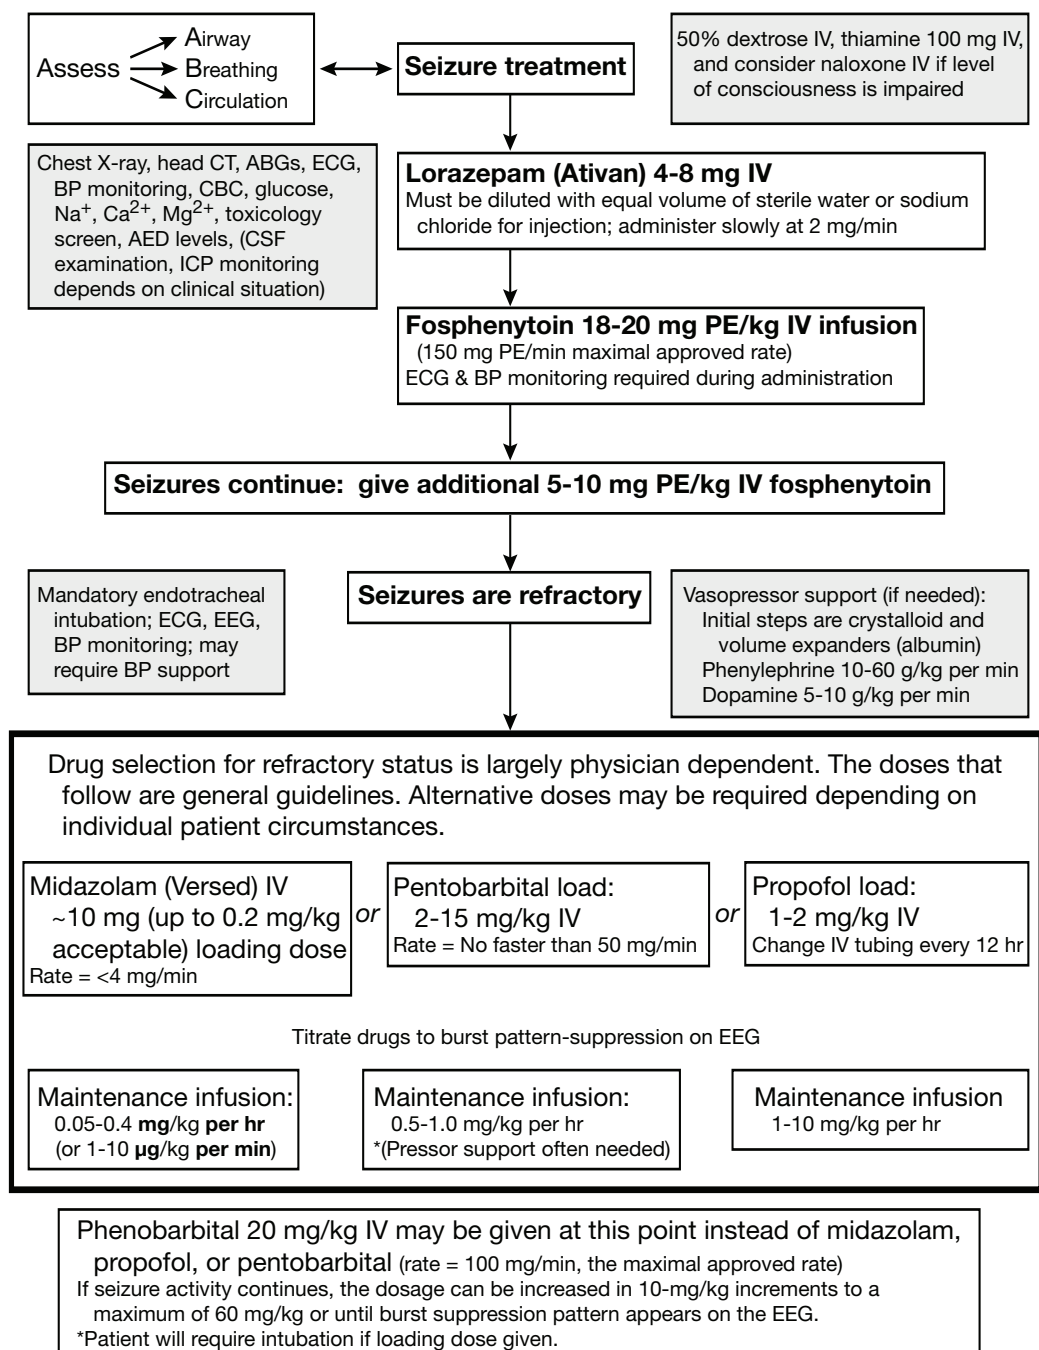 Assess
Airway
Breathing
Circulation
Seizure treatment
50% dextrose IV, thiamine 100 mg IV,
and consider naloxone IV if level
of consciousness is impaired
Chest X-ray, head CT, ABGs, ECG,
BP monitoring, CBC, glucose,
Na+, Ca2+, Mg2+, toxicology
screen, AED levels, (CSF
examination, ICP monitoring
depends on clinical situation)
Lorazepam (Ativan) 4-8 mg IV
Must be diluted with equal volume of sterile water or sodium
chloride for injection; administer slowly at 2 mg/min
Fosphenytoin 18-20 mg PE/kg IV infusion
(150 mg PE/min maximal approved rate)
ECG & BP monitoring required during administration
Seizures continue: give additional 5-10 mg PE/kg IV fosphenytoin
Mandatory endotracheal
intubation; ECG, EEG,
BP monitoring; may
require BP support
Seizures are refractory
Vasopressor support (if needed):
Initial steps are crystalloid and
volume expanders (albumin)
Phenylephrine 10-60 g/kg per min
Dopamine 5-10 g/kg per min
Drug selection for refractory status is largely physician dependent. The doses that
follow are general guidelines. Alternative doses may be required depending on
individual patient circumstances.
Midazolam (Versed) IV
~10 mg (up to 0.2 mg/kg
acceptable) loading dose
Rate = <4 mg/min
or
Pentobarbital load:
2-15 mg/kg IV
Rate = No faster than 50 mg/min
or
Propofol load:
1-2 mg/kg IV
Change IV tubing every 12 hr
Titrate drugs to burst pattern-suppression on EEG
Maintenance infusion:
0.05-0.4 mg/kg per hr
(or 1-10 µg/kg per min)
Maintenance infusion:
0.5-1.0 mg/kg per hr
*(Pressor support often needed)
Maintenance infusion
1-10 mg/kg per hr
Phenobarbital 20 mg/kg IV may be given at this point instead of midazolam,
propofol, or pentobarbital (rate = 100 mg/min, the maximal approved rate)
If seizure activity continues, the dosage can be increased in 10-mg/kg increments to a
maximum of 60 mg/kg or until burst suppression pattern appears on the EEG.
*Patient will require intubation if loading dose given.